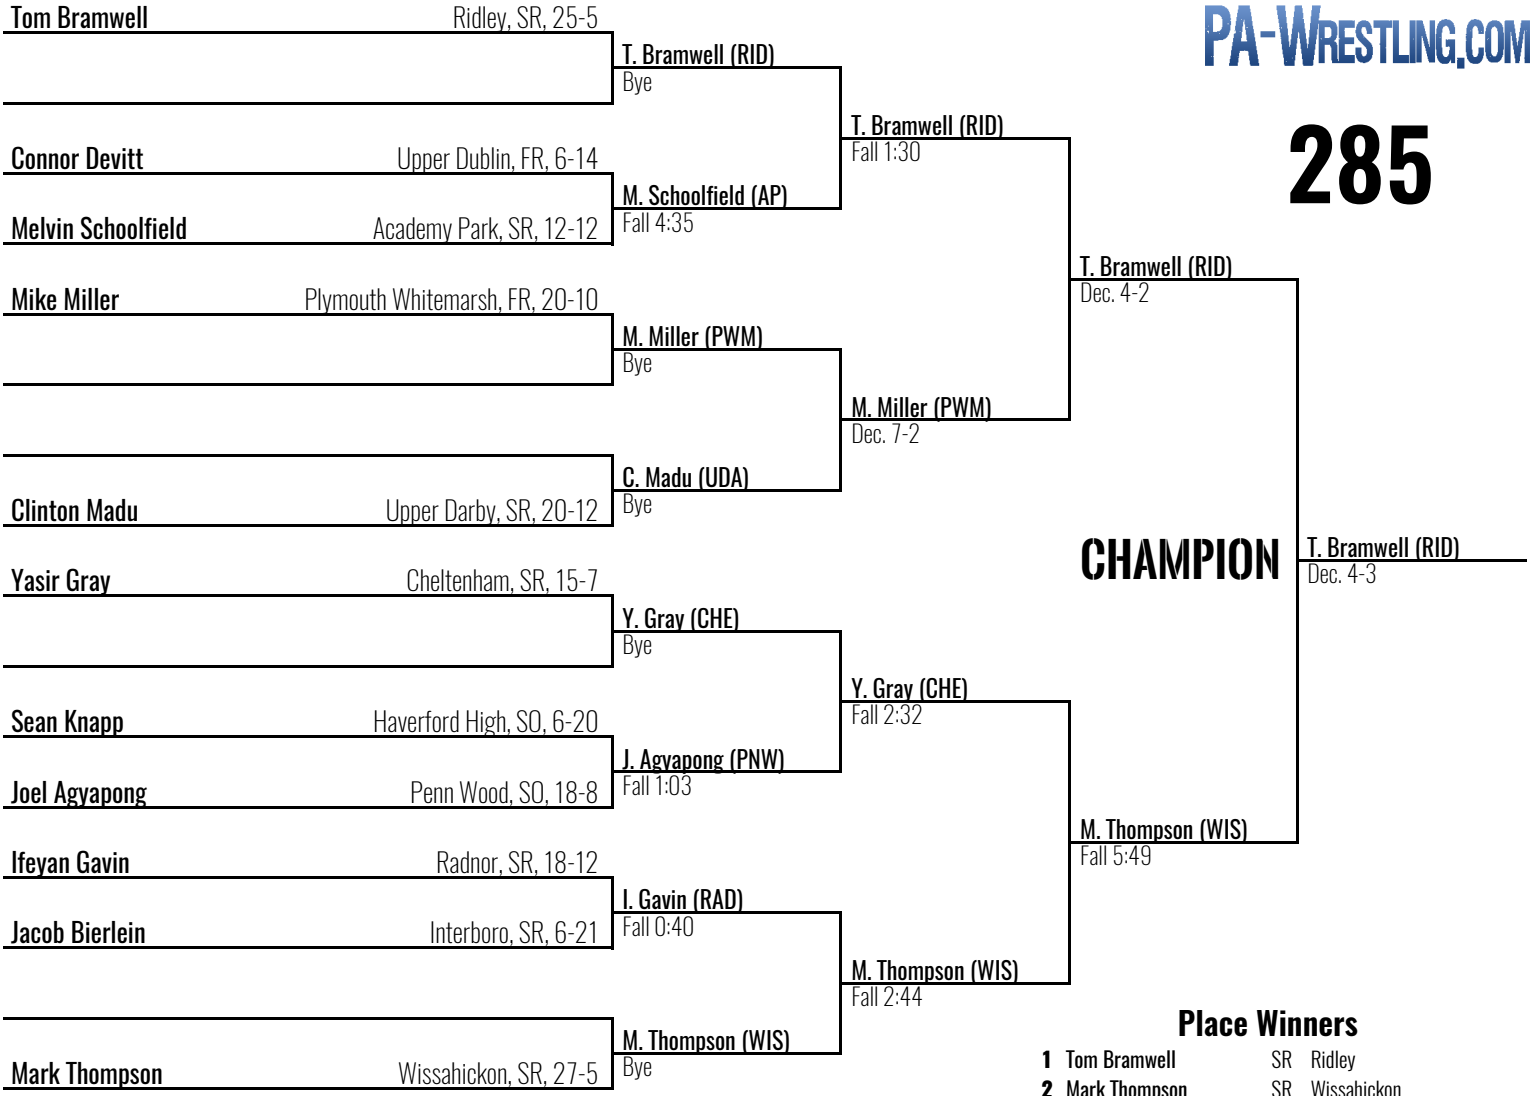 PA-WRESTLING.COM
285
Tom Bramwell Ridley, SR, 25-5
T. Bramwell (RID)
Bye
Connor Devitt Upper Dublin, FR, 6-14
M. Schoolfield (AP)
Fall 4:35
Melvin Schoolfield Academy Park, SR, 12-12
T. Bramwell (RID)
Fall 1:30
Mike Miller Plymouth Whitemarsh, FR, 20-10
M. Miller (PWM)
Bye
C. Madu (UDA)
Bye
Clinton Madu Upper Darby, SR, 20-12
M. Miller (PWM)
Dec. 7-2
T. Bramwell (RID)
Dec. 4-2
Yasir Gray Cheltenham, SR, 15-7
Y. Gray (CHE)
Bye
Sean Knapp Haverford High, SO, 6-20
J. Agyapong (PNW)
Fall 1:03
Joel Agyapong Penn Wood, SO, 18-8
Y. Gray (CHE)
Fall 2:32
Ifeyan Gavin Radnor, SR, 18-12
I. Gavin (RAD)
Fall 0:40
Jacob Bierlein Interboro, SR, 6-21
M. Thompson (WIS)
Bye
Mark Thompson Wissahickon, SR, 27-5
M. Thompson (WIS)
Fall 2:44
M. Thompson (WIS)
Fall 5:49
CHAMPION
T. Bramwell (RID)
Dec. 4-3
Place Winners
1 Tom Bramwell SR Ridley
2 Mark Thompson SR Wissahickon